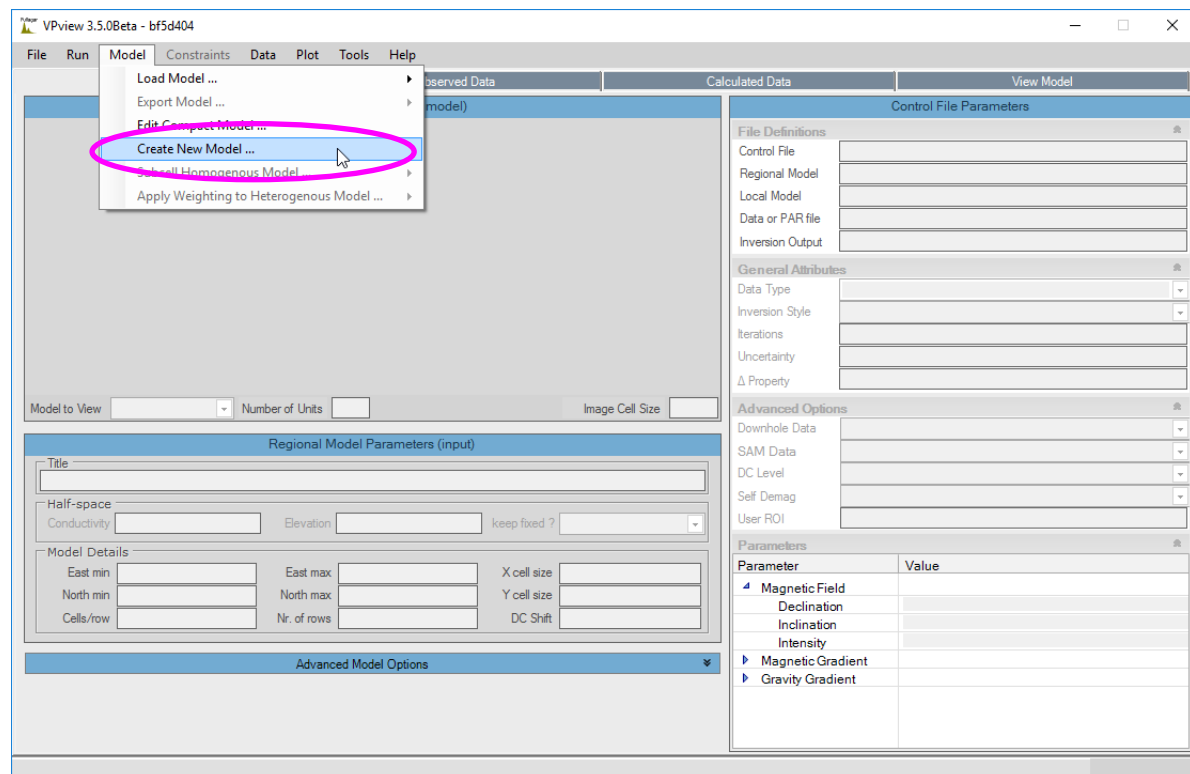 VPview 3.5.0Beta - bf5d404
File Run Model Constraints Data Plot Tools Help
Load Model ...
Export Model ...
Edit Compact Model ...
Create New Model ...
Subcell Homogenous Model ...
Apply Weighting to Heterogenous Model ...
Observed Data Calculated Data View Model
model)
Model to View Number of Units Image Cell Size
Regional Model Parameters (input)
Title
Half-space
Conductivity Elevation keep fixed ?
Model Details
East min East max X cell size
North min North max Y cell size
Cells/row Nr. of rows DC Shift
Advanced Model Options
Control File Parameters
File Definitions
Control File
Regional Model
Local Model
Data or PAR file
Inversion Output
General Attributes
Data Type
Inversion Style
Iterations
Uncertainty
Δ Property
Advanced Options
Downhole Data
SAM Data
DC Level
Self Demag
User ROI
Parameters
Parameter Value
Magnetic Field
Declination
Inclination
Intensity
Magnetic Gradient
Gravity Gradient